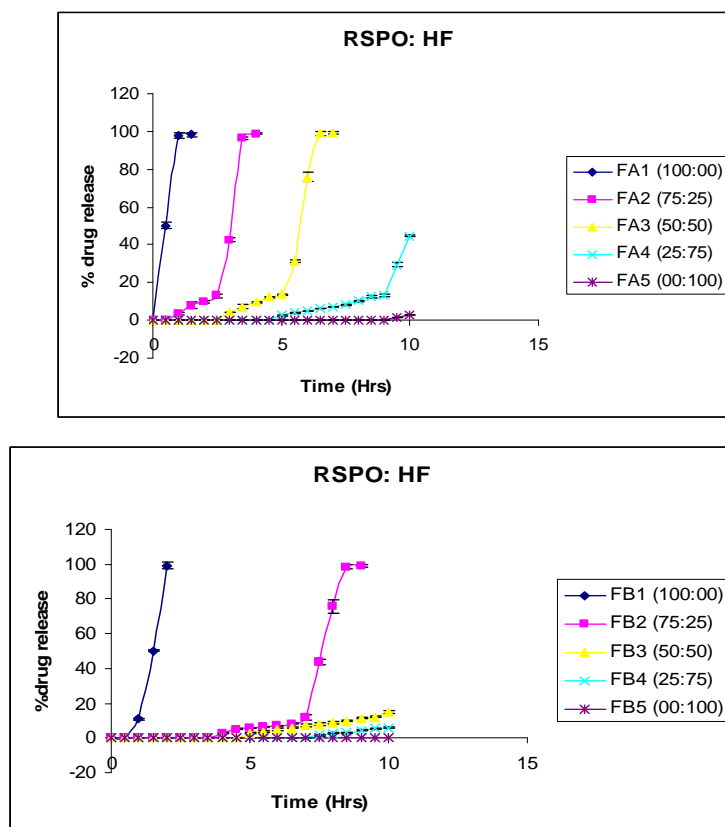 RSPO: HF
120
100
80
60
40
20
0
-20
0 5 10 15
Time (Hrs)
% drug release
FA1 (100:00)
FA2 (75:25)
FA3 (50:50)
FA4 (25:75)
FA5 (00:100)
RSPO: HF
120
100
80
60
40
20
0
-20
0 5 10 15
Time (Hrs)
%drug release
FB1 (100:00)
FB2 (75:25)
FB3 (50:50)
FB4 (25:75)
FB5 (00:100)